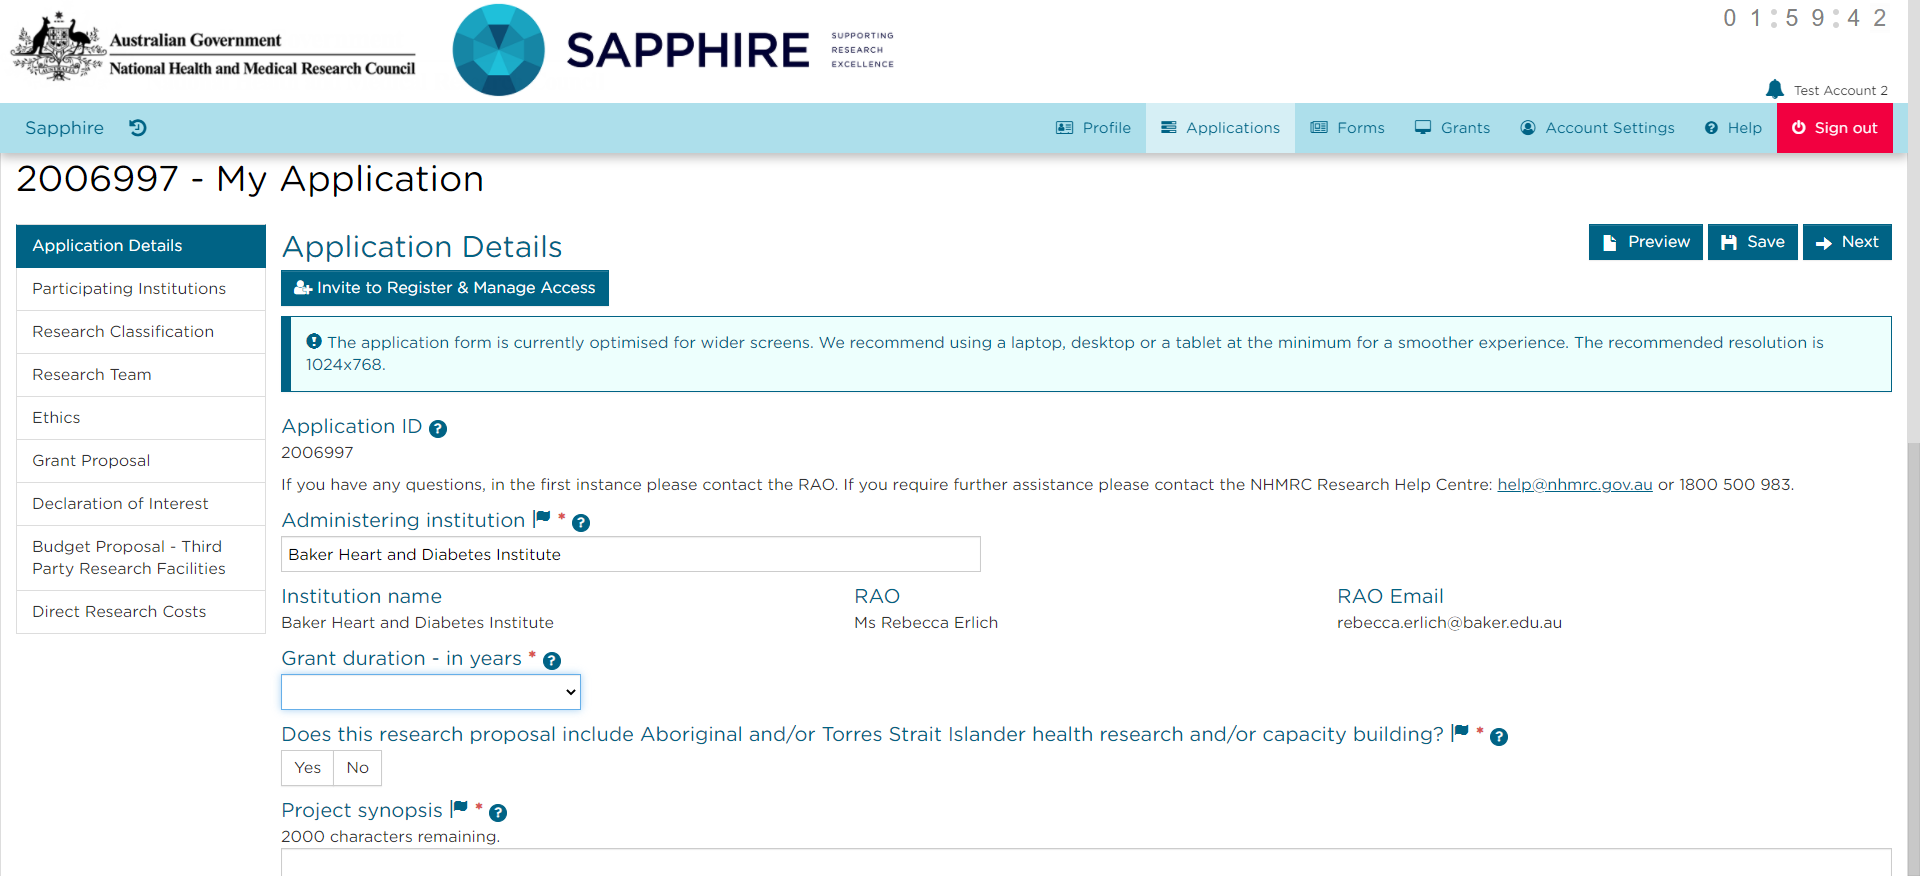 Australian Government
National Health and Medical Research Council
SAPPHIRE
SUPPORTING
RESEARCH
EXCELLENCE
01:59:42
Test Account 2
Sapphire
Profile
Applications
Forms
Grants
Account Settings
Help
Sign out
2006997 - My Application
Application Details
Participating Institutions
Research Classification
Research Team
Ethics
Grant Proposal
Declaration of Interest
Budget Proposal - Third
Party Research Facilities
Direct Research Costs
Application Details
Preview
Save
Next
Invite to Register & Manage Access
The application form is currently optimised for wider screens. We recommend using a laptop, desktop or a tablet at the minimum for a smoother experience. The recommended resolution is
1024x768.
Application ID
2006997
If you have any questions, in the first instance please contact the RAO. If you require further assistance please contact the NHMRC Research Help Centre: help@nhmrc.gov.au or 1800 500 983.
Administering institution *
Baker Heart and Diabetes Institute
Institution name
Baker Heart and Diabetes Institute
RAO
Ms Rebecca Erlich
RAO Email
rebecca.erlich@baker.edu.au
Grant duration - in years *
Does this research proposal include Aboriginal and/or Torres Strait Islander health research and/or capacity building? *
Yes
No
Project synopsis *
2000 characters remaining.